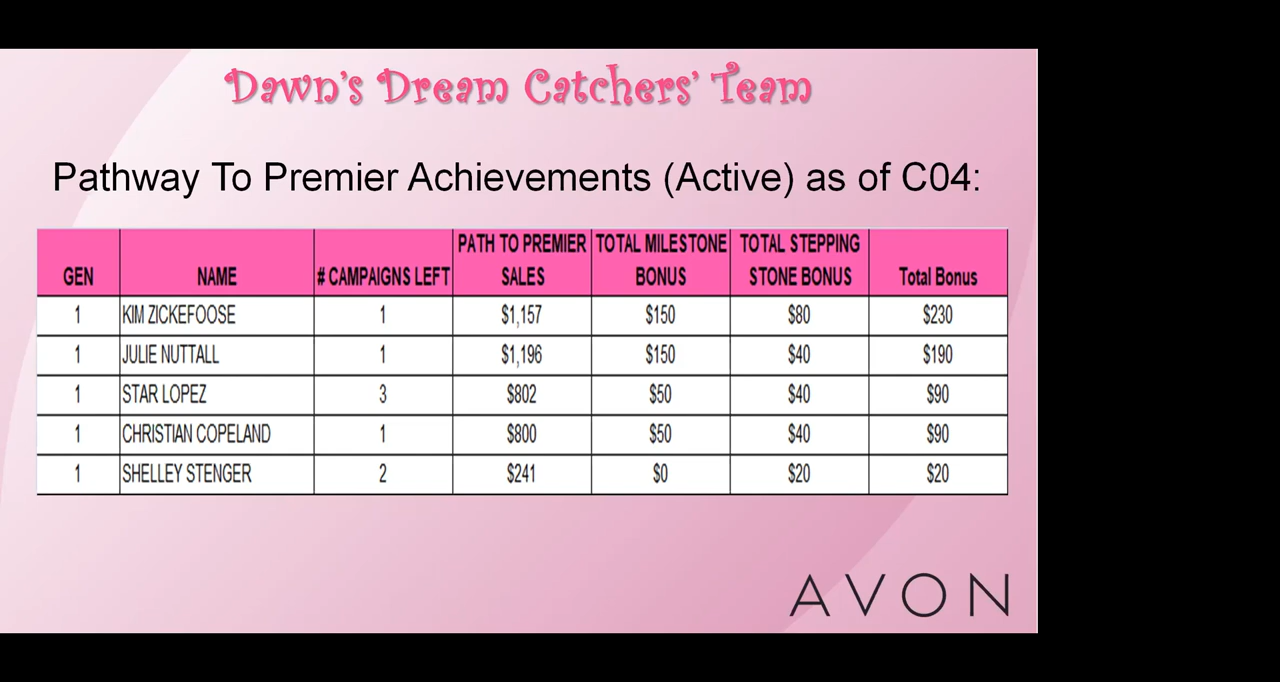 Dawn's Dream Catchers' Team
Pathway To Premier Achievements (Active) as of C04:
GEN NAME # CAMPAIGNS LEFT PATH TO PREMIER SALES TOTAL MILESTONE BONUS TOTAL STEPPING STONE BONUS Total Bonus
1 KIM ZICKEFOOSE 1 $1,157 $150 $80 $230
1 JULIE NUTTALL 1 $1,196 $150 $40 $190
1 STAR LOPEZ 3 $802 $50 $40 $90
1 CHRISTIAN COPELAND 1 $800 $50 $40 $90
1 SHELLEY STENGER 2 $241 $0 $20 $20
AVON